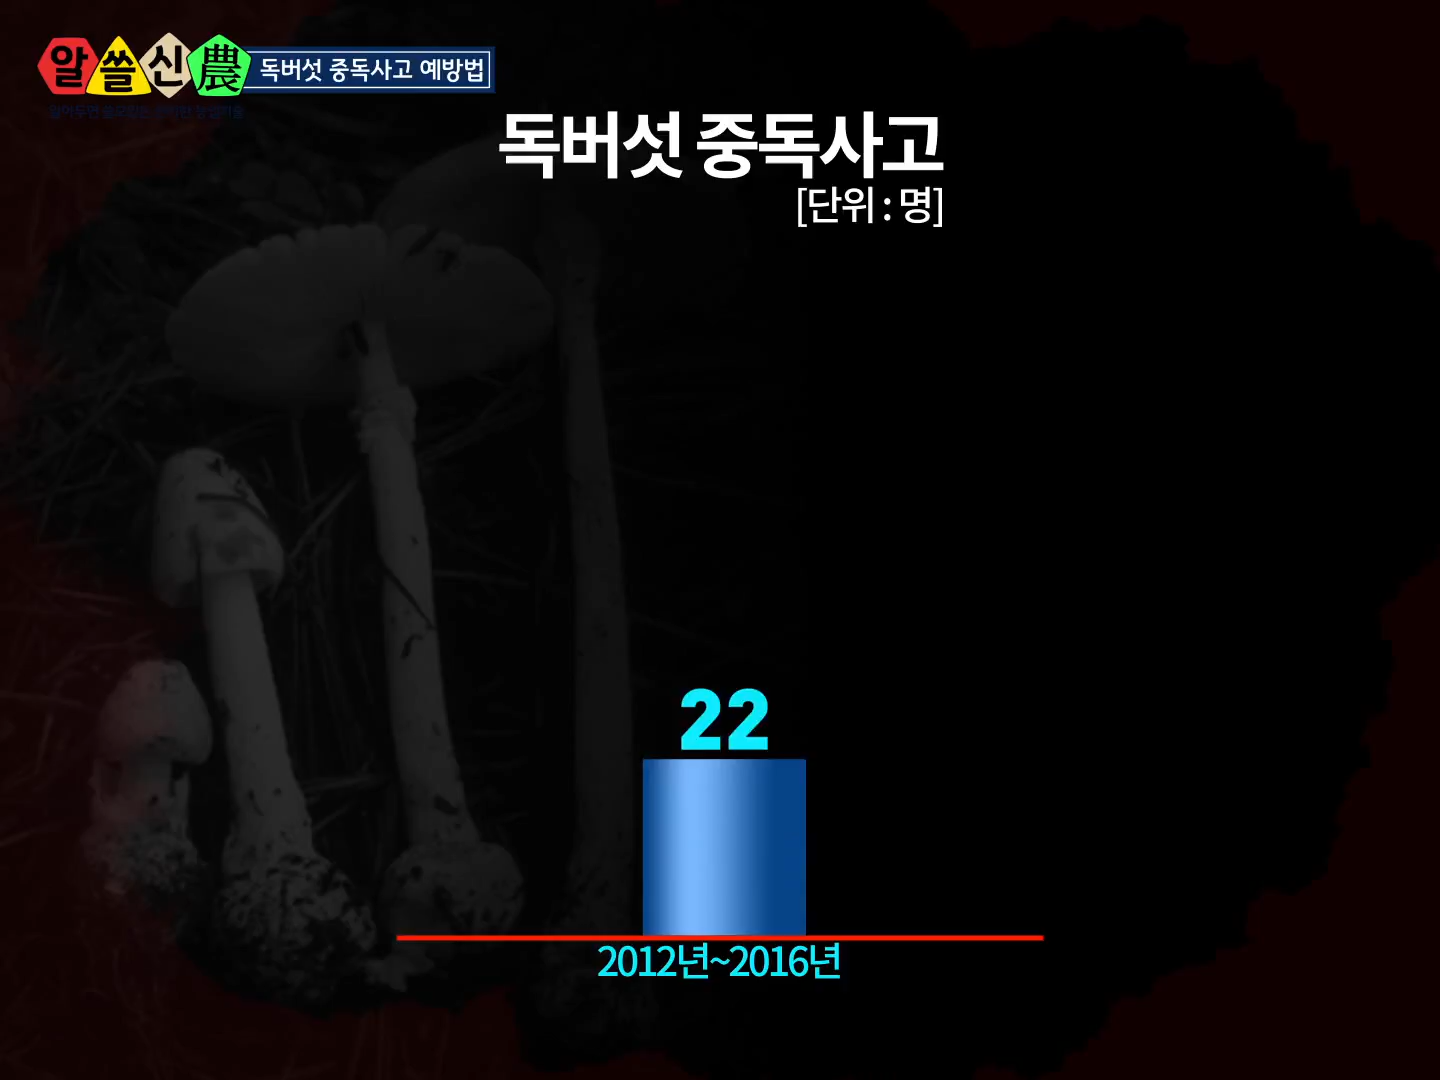 알쓸신農
독버섯 중독사고 예방법
독버섯 중독사고
[단위 : 명]
22
2012년~2016년